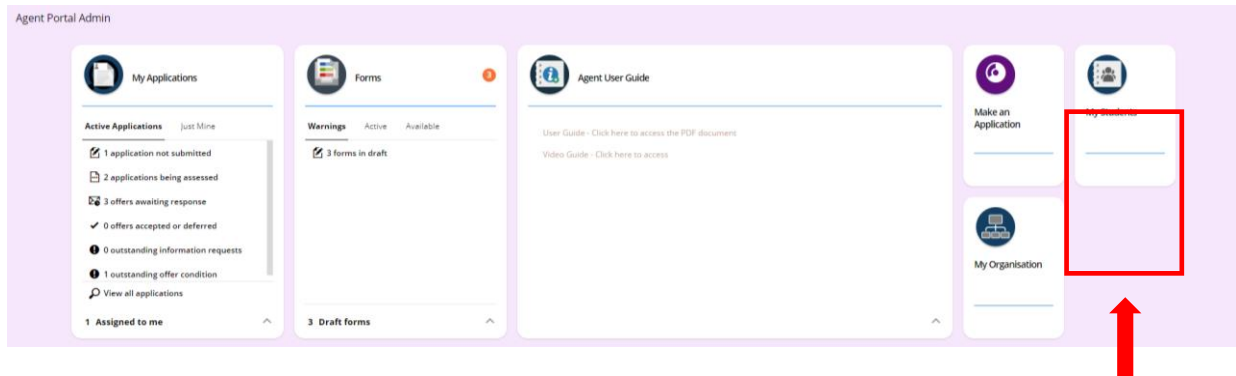 Agent Portal Admin
My Applications
Active Applications Just Mine
1 application not submitted
2 applications being assessed
3 offers awaiting response
0 offers accepted or deferred
0 outstanding information requests
1 outstanding offer condition
View all applications
1 Assigned to me
Forms 3
Warnings Active Available
3 forms in draft
3 Draft forms
Agent User Guide
User Guide - Click here to access the PDF document
Video Guide - Click here to access
Make an
Application
My Students
My Organisation